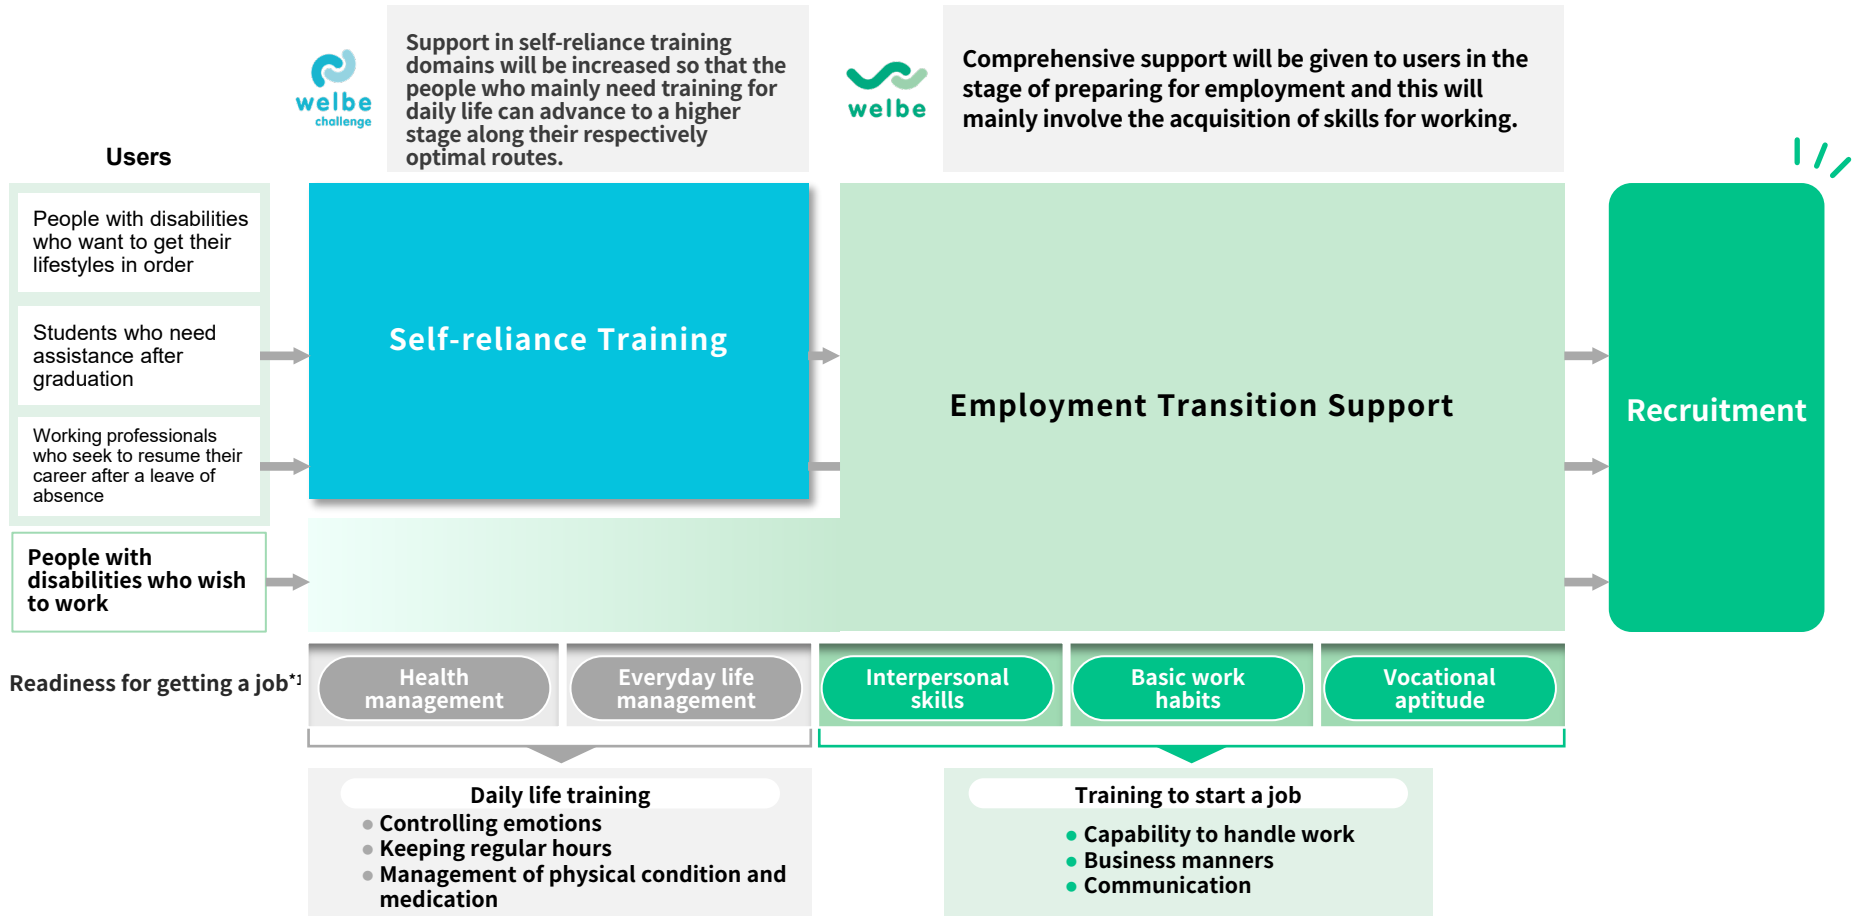 welbe
challenge
Support in self-reliance training
domains will be increased so that the
people who mainly need training for
daily life can advance to a higher
stage along their respectively
optimal routes.
welbe
Comprehensive support will be given to users in the
stage of preparing for employment and this will
mainly involve the acquisition of skills for working.
Users
People with disabilities
who want to get their
lifestyles in order
Students who need
assistance after
graduation
Working professionals
who seek to resume their
career after a leave of
absence
People with
disabilities who wish
to work
Self-reliance Training
Employment Transition Support
Recruitment
Readiness for getting a job*1
Health
management
Everyday life
management
Interpersonal
skills
Basic work
habits
Vocational
aptitude
Daily life training
● Controlling emotions
● Keeping regular hours
● Management of physical condition and
medication
Training to start a job
● Capability to handle work
● Business manners
● Communication